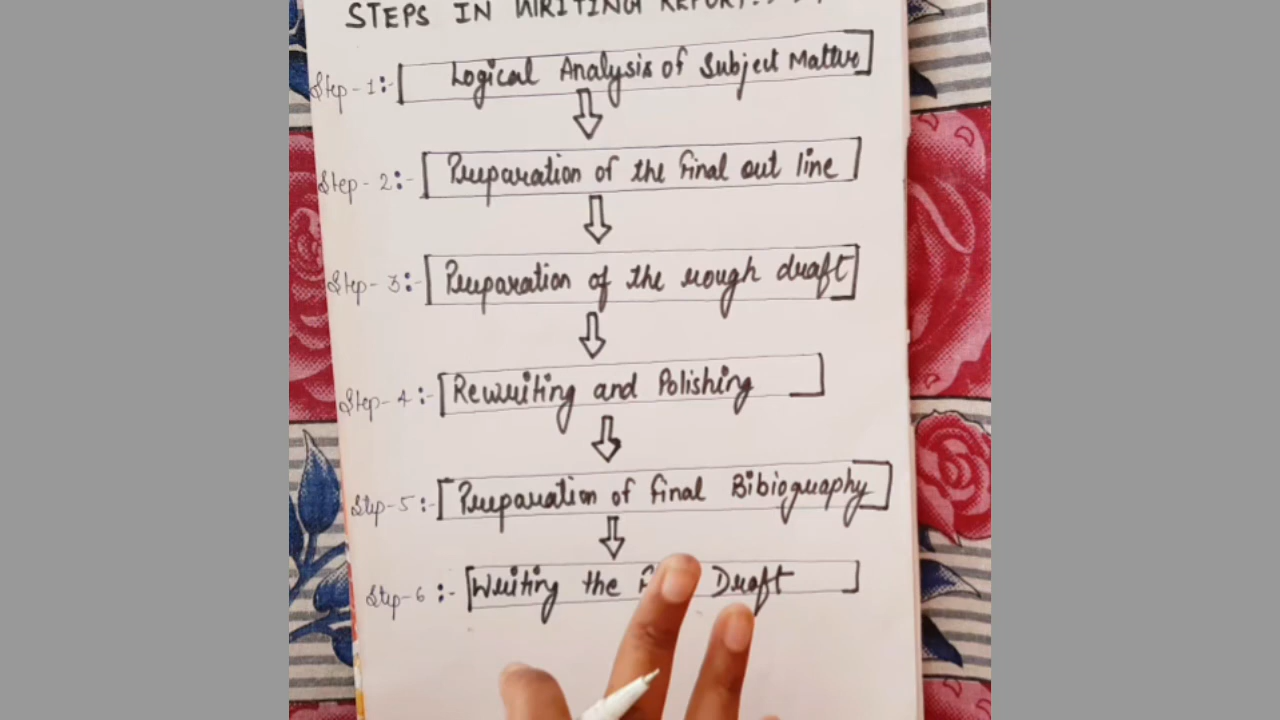 STEPS IN WRITING REPORT
Step-1:- Logical Analysis of Subject Matter
Step-2:- Preparation of the Final out line
Step-3:- Preparation of the rough draft
Step-4:- Rewriting and Polishing
Step-5:- Preparation of final Bibiography
Step-6:- Writing the Draft